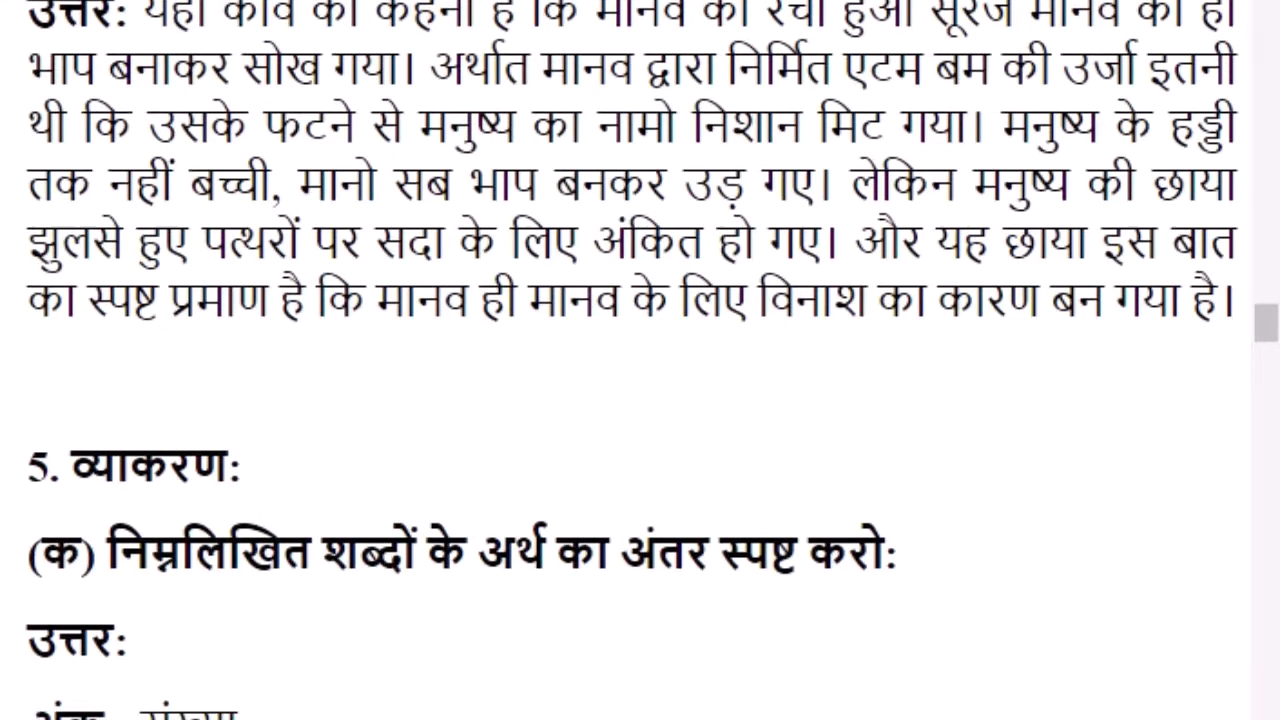 उत्तर: यहाँ कवि का कहना है कि मानव का रचा हुआ सूरज मानव को ही
भाप बनाकर सोख गया। अर्थात मानव द्वारा निर्मित एटम बम की उर्जा इतनी
थी कि उसके फटने से मनुष्य का नामो निशान मिट गया। मनुष्य के हड्डी
तक नहीं बच्ची, मानो सब भाप बनकर उड़ गए। लेकिन मनुष्य की छाया
झुलसे हुए पत्थरों पर सदा के लिए अंकित हो गए। और यह छाया इस बात
का स्पष्ट प्रमाण है कि मानव ही मानव के लिए विनाश का कारण बन गया है।
5. व्याकरण:
(क) निम्नलिखित शब्दों के अर्थ का अंतर स्पष्ट करो:
उत्तर:
अंक संख्या